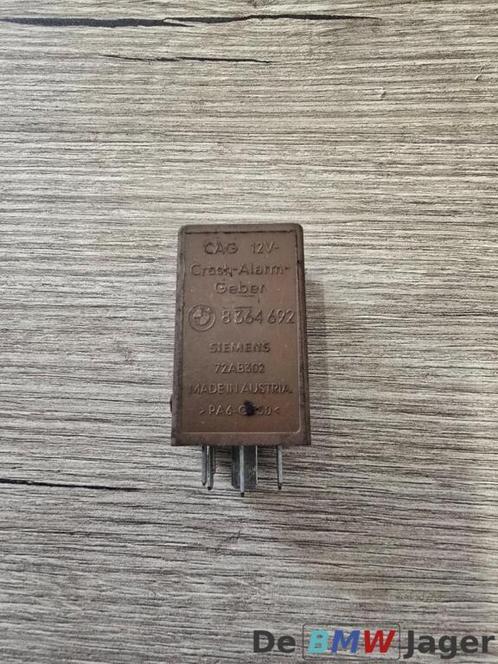 CAG 12V-
Crash-Alarm-
Geber
8 364 692
SIEMENS
72AB302
MADE IN AUSTRIA
De BMW Jager